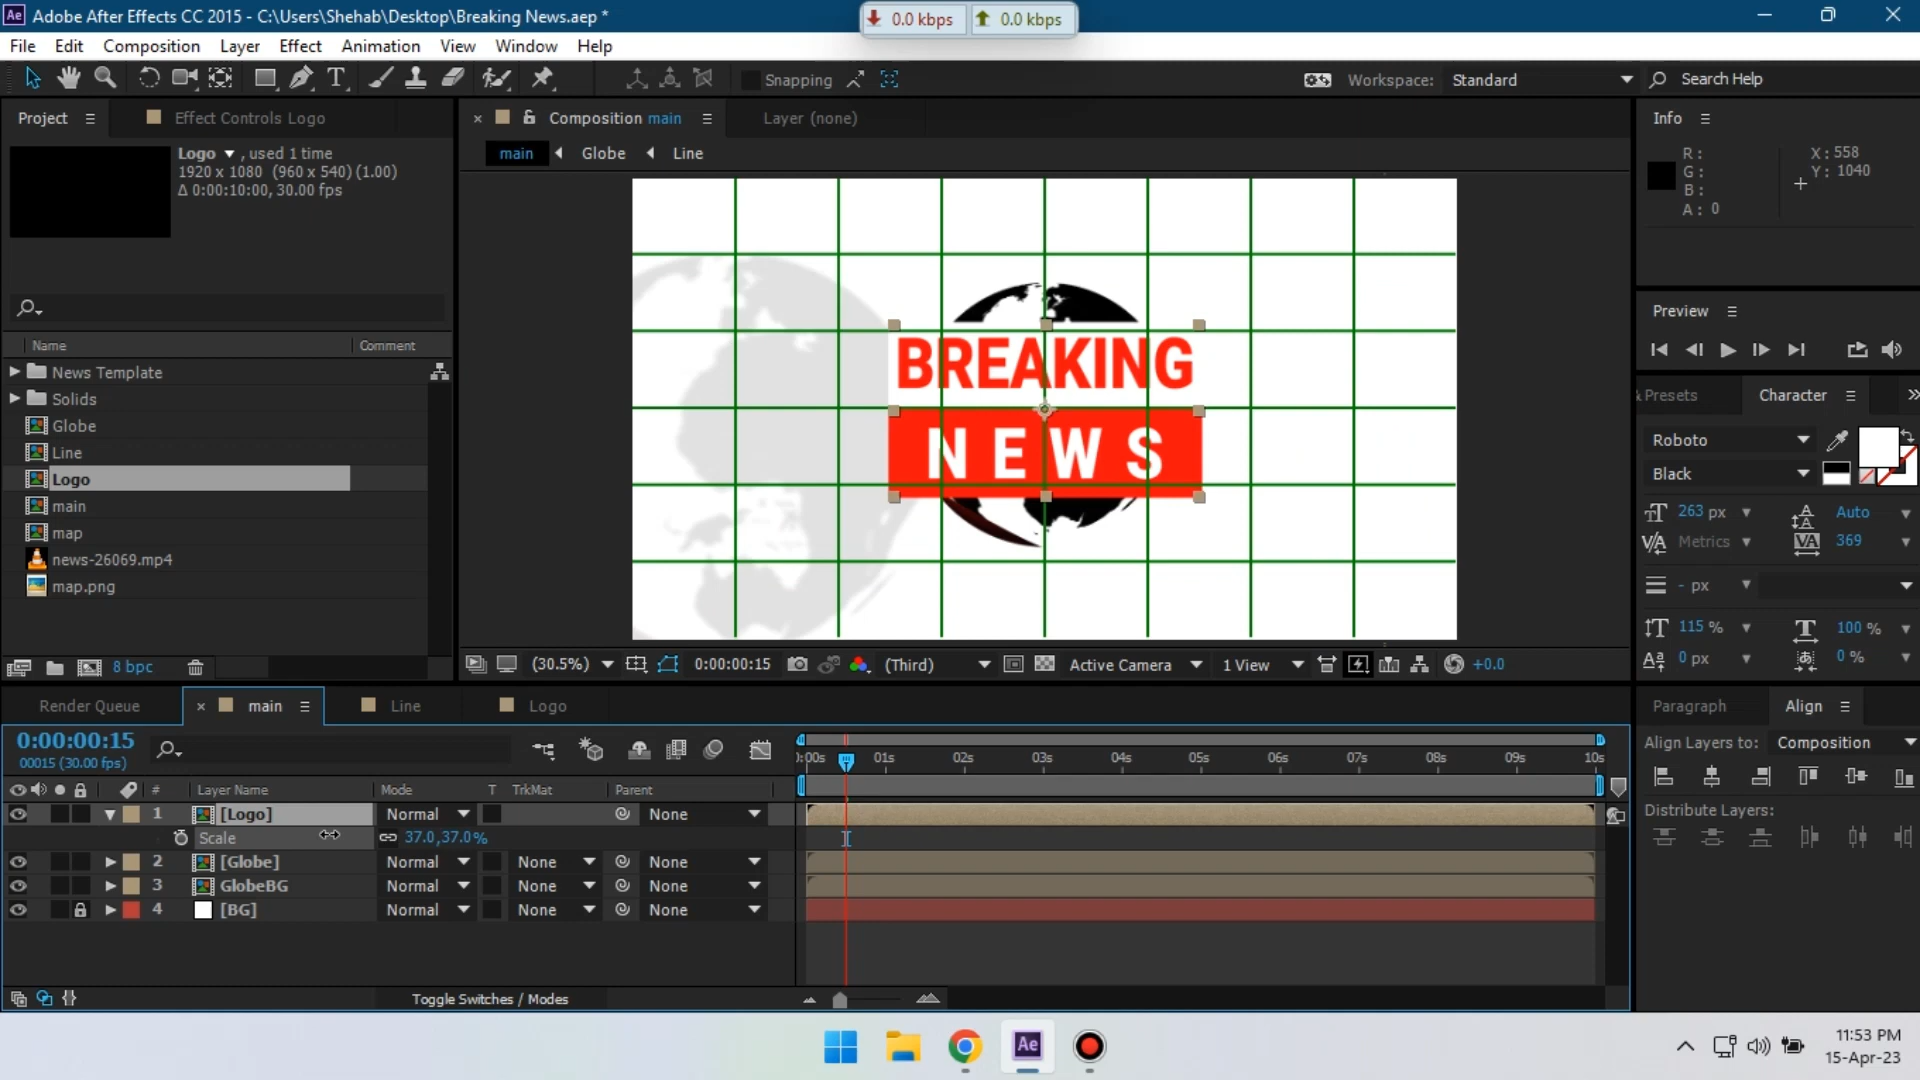 Adobe After Effects CC 2015 - C:\Users\Shehab\Desktop\Breaking News.aep *
0.0 kbps
0.0 kbps
File Edit Composition Layer Effect Animation View Window Help
Snapping
Workspace: Standard
Search Help
Project
Effect Controls Logo
Logo , used 1 time
1920 x 1080 (960 x 540) (1.00)
Δ 0:00:10:00, 30.00 fps
Name Comment
News Template
Solids
Globe
Line
Logo
main
map
news-26069.mp4
map.png
8 bpc
Composition main
Layer (none)
main Globe Line
BREAKING
NEWS
(30.5%) 0:00:00:15 (Third) Active Camera 1 View +0.0
Info
R:
G:
B:
A: 0
X: 558
Y: 1040
Preview
& Presets Character
Roboto
Black
263 px Auto
Metrics 369
- px
115 % 100 %
0 px 0 %
Paragraph Align
Align Layers to: Composition
Distribute Layers:
Render Queue main Line Logo
0:00:00:15
00015 (30.00 fps)
# Layer Name Mode T TrkMat Parent
):00s 01s 02s 03s 04s 05s 06s 07s 08s 09s 10s
1 [Logo] Normal None
Scale 37.0,37.0%
2 [Globe] Normal None None
3 GlobeBG Normal None None
4 [BG] Normal None None
Toggle Switches / Modes
Ae
11:53 PM
15-Apr-23